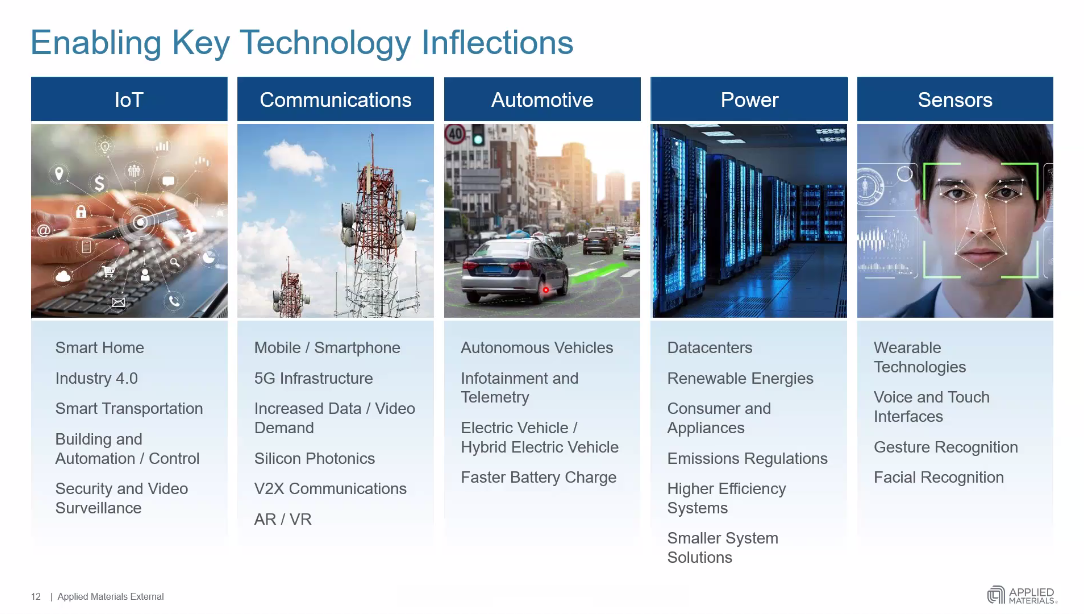 Enabling Key Technology Inflections
IoT
Smart Home
Industry 4.0
Smart Transportation
Building and
Automation / Control
Security and Video
Surveillance
Communications
Mobile / Smartphone
5G Infrastructure
Increased Data / Video
Demand
Silicon Photonics
V2X Communications
AR / VR
Automotive
40
Autonomous Vehicles
Infotainment and
Telemetry
Electric Vehicle /
Hybrid Electric Vehicle
Faster Battery Charge
Power
Datacenters
Renewable Energies
Consumer and
Appliances
Emissions Regulations
Higher Efficiency
Systems
Smaller System
Solutions
Sensors
Wearable
Technologies
Voice and Touch
Interfaces
Gesture Recognition
Facial Recognition
12 | Applied Materials External
APPLIED
MATERIALS